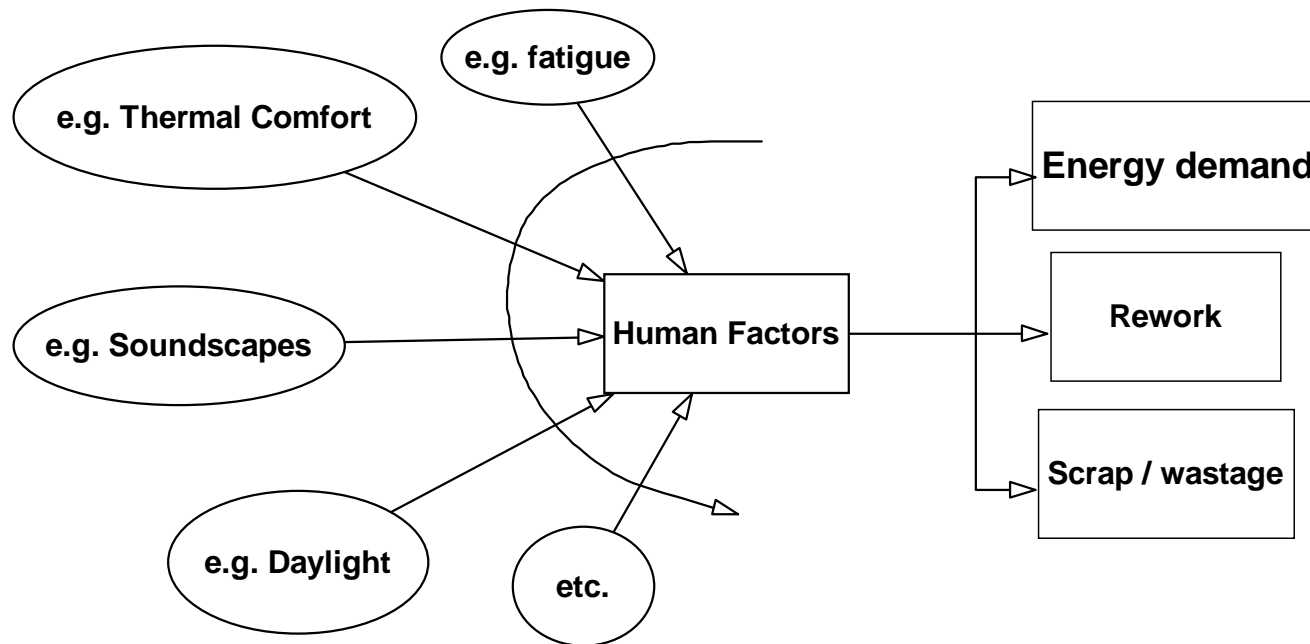 e.g. fatigue
e.g. Thermal Comfort
e.g. Soundscapes
e.g. Daylight
etc.
Human Factors
Energy demand
Rework
Scrap / wastage